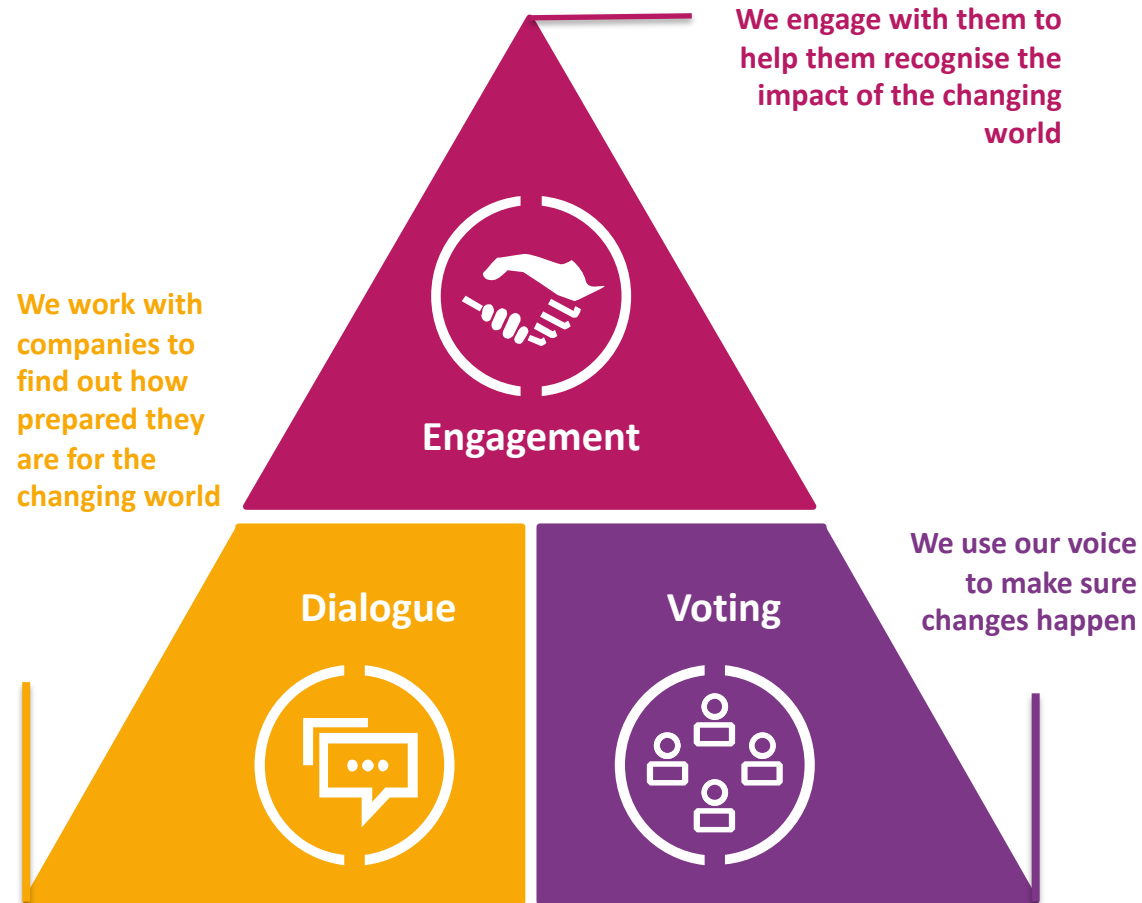 We engage with them to
help them recognise the
impact of the changing
world
We work with
companies to
find out how
prepared they
are for the
changing world
Engagement
We use our voice
to make sure
changes happen
Dialogue
Voting